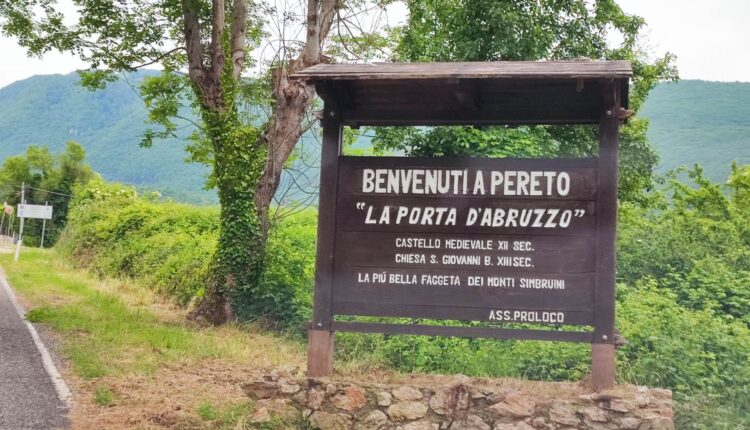 BENVENUTI A PERETO
"LA PORTA D'ABRUZZO"
CASTELLO MEDIEVALE XII SEC.
CHIESA S. GIOVANNI B. XIII SEC.
LA PIÚ BELLA FAGGETA DEI MONTI SIMBRUINI
ASS. PROLOCO